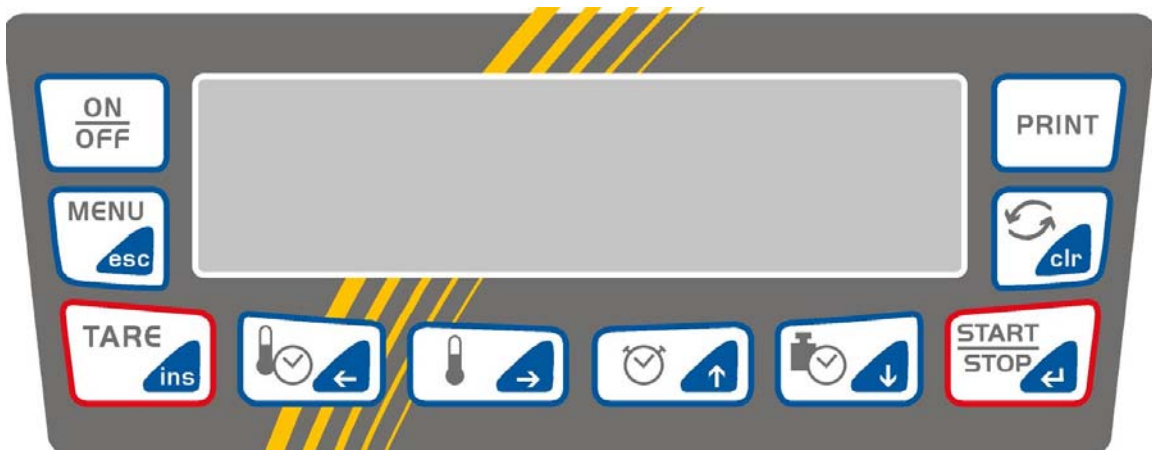 ON
OFF
PRINT
MENU
esc
clr
TARE
ins
←
→
↑
↓
START
STOP
↵